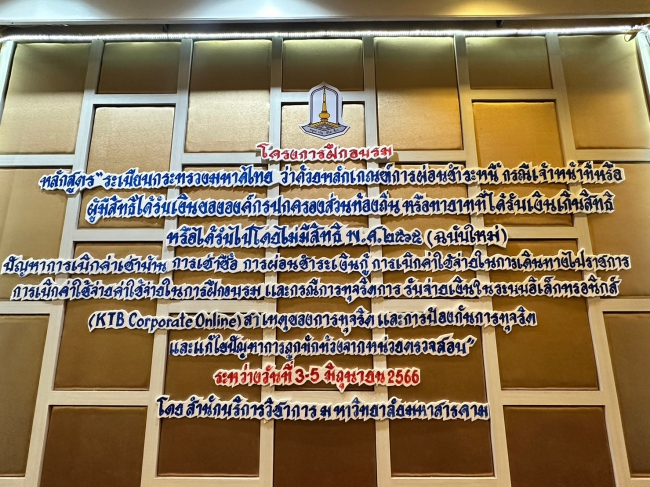 โครงการฝึกอบรม
หลักสูตร"ระเบียบกระทรวงมหาดไทย ว่าด้วยหลักเกณฑ์การผ่อนชำระหนี้ กรณีเจ้าหน้าที่หรือ
ผู้มีสิทธิได้รับเงินขององค์กรปกครองส่วนท้องถิ่น หรือทายาทที่ได้รับเงินเกินสิทธิ
หรือได้รับไปโดยไม่มีสิทธิ พ.ศ.๒๕๖๕ (ฉบับใหม่)
ปัญหาการเบิกค่าเช่าบ้าน การเช่าซื้อ การผ่อนชำระเงินกู้ การเบิกค่าใช้จ่ายในการเดินทางไปราชการ
การเบิกค่าใช้จ่ายค่าใช้จ่ายในการฝึกอบรม และกรณีการทุจริตการ รับจ่ายเงินในระบบอิเล็กทรอนิกส์
(KTB Corporate Online) สาเหตุของการทุจริต และการป้องกันการทุจริต
และแก้ไขปัญหาการถูกทักท้วงจากหน่วยตรวจสอบ"
ระหว่างวันที่ 3-5 มิถุนายน 2566
โดย สำนักบริการวิชาการ มหาวิทยาลัยมหาสารคาม